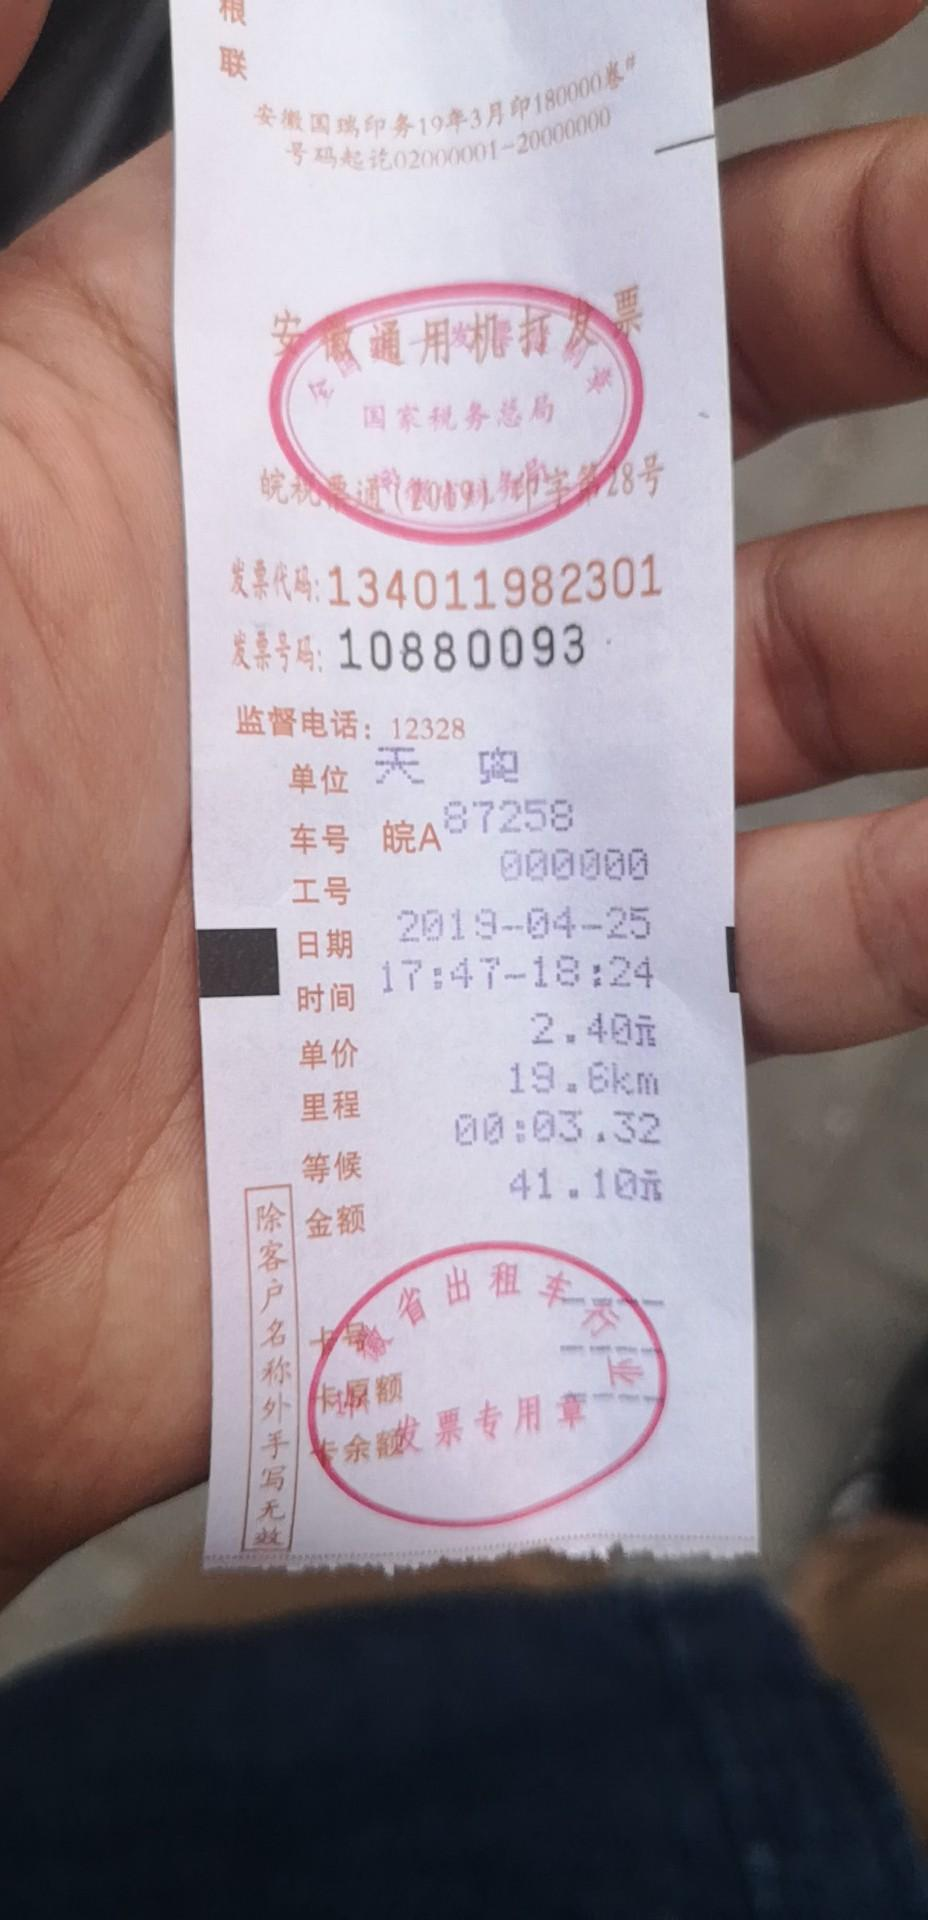 根
联
安徽国瑞印务19年3月印180000卷#
号码起讫02000001-20000000
安徽通用机打发票
国家税务总局
皖税票通(2019)印字第28号
发票代码:134011982301
发票号码:10880093
监督电话：12328
单位 天
车号 皖A87258
工号 000000
日期 2019-04-25
时间 17:47-18:24
单价 2.40元
里程 19.6km
等候 00:03.32
金额 41.10元
徽省出租车行业
发票专用章
卡号 ----
卡原额 ----
卡余额 ----
除客户名称外手写无效